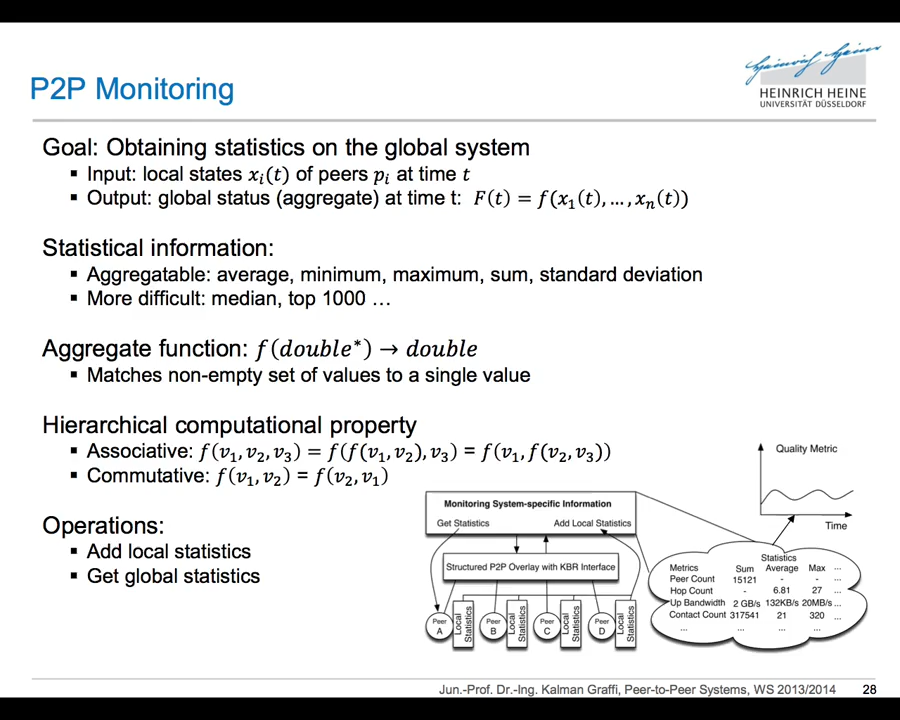 P2P Monitoring
Heinrich Heine
HEINRICH HEINE
UNIVERSITÄT DÜSSELDORF
Goal: Obtaining statistics on the global system
▪ Input: local states xᵢ(t) of peers pᵢ at time t
▪ Output: global status (aggregate) at time t: F(t) = f(x₁(t), … , xₙ(t))
Statistical information:
▪ Aggregatable: average, minimum, maximum, sum, standard deviation
▪ More difficult: median, top 1000 …
Aggregate function: f(double*) → double
▪ Matches non-empty set of values to a single value
Hierarchical computational property
▪ Associative: f(v₁, v₂, v₃) = f(f(v₁, v₂), v₃) = f(v₁, f(v₂, v₃))
▪ Commutative: f(v₁, v₂) = f(v₂, v₁)
Operations:
▪ Add local statistics
▪ Get global statistics
Monitoring System-specific Information
Get Statistics Add Local Statistics
Structured P2P Overlay with KBR Interface
Peer A
Local Statistics
Peer B
Local Statistics
Peer C
Local Statistics
Peer D
Local Statistics
Quality Metric
Time
Statistics
Metrics Sum Average Max ...
Peer Count 15121 - - ...
Hop Count - 6.81 27 ...
Up Bandwidth 2 GB/s 132KB/s 20MB/s ...
Contact Count 317541 21 320 ...
... ... ... ...
Jun.-Prof. Dr.-Ing. Kalman Graffi, Peer-to-Peer Systems, WS 2013/2014 28